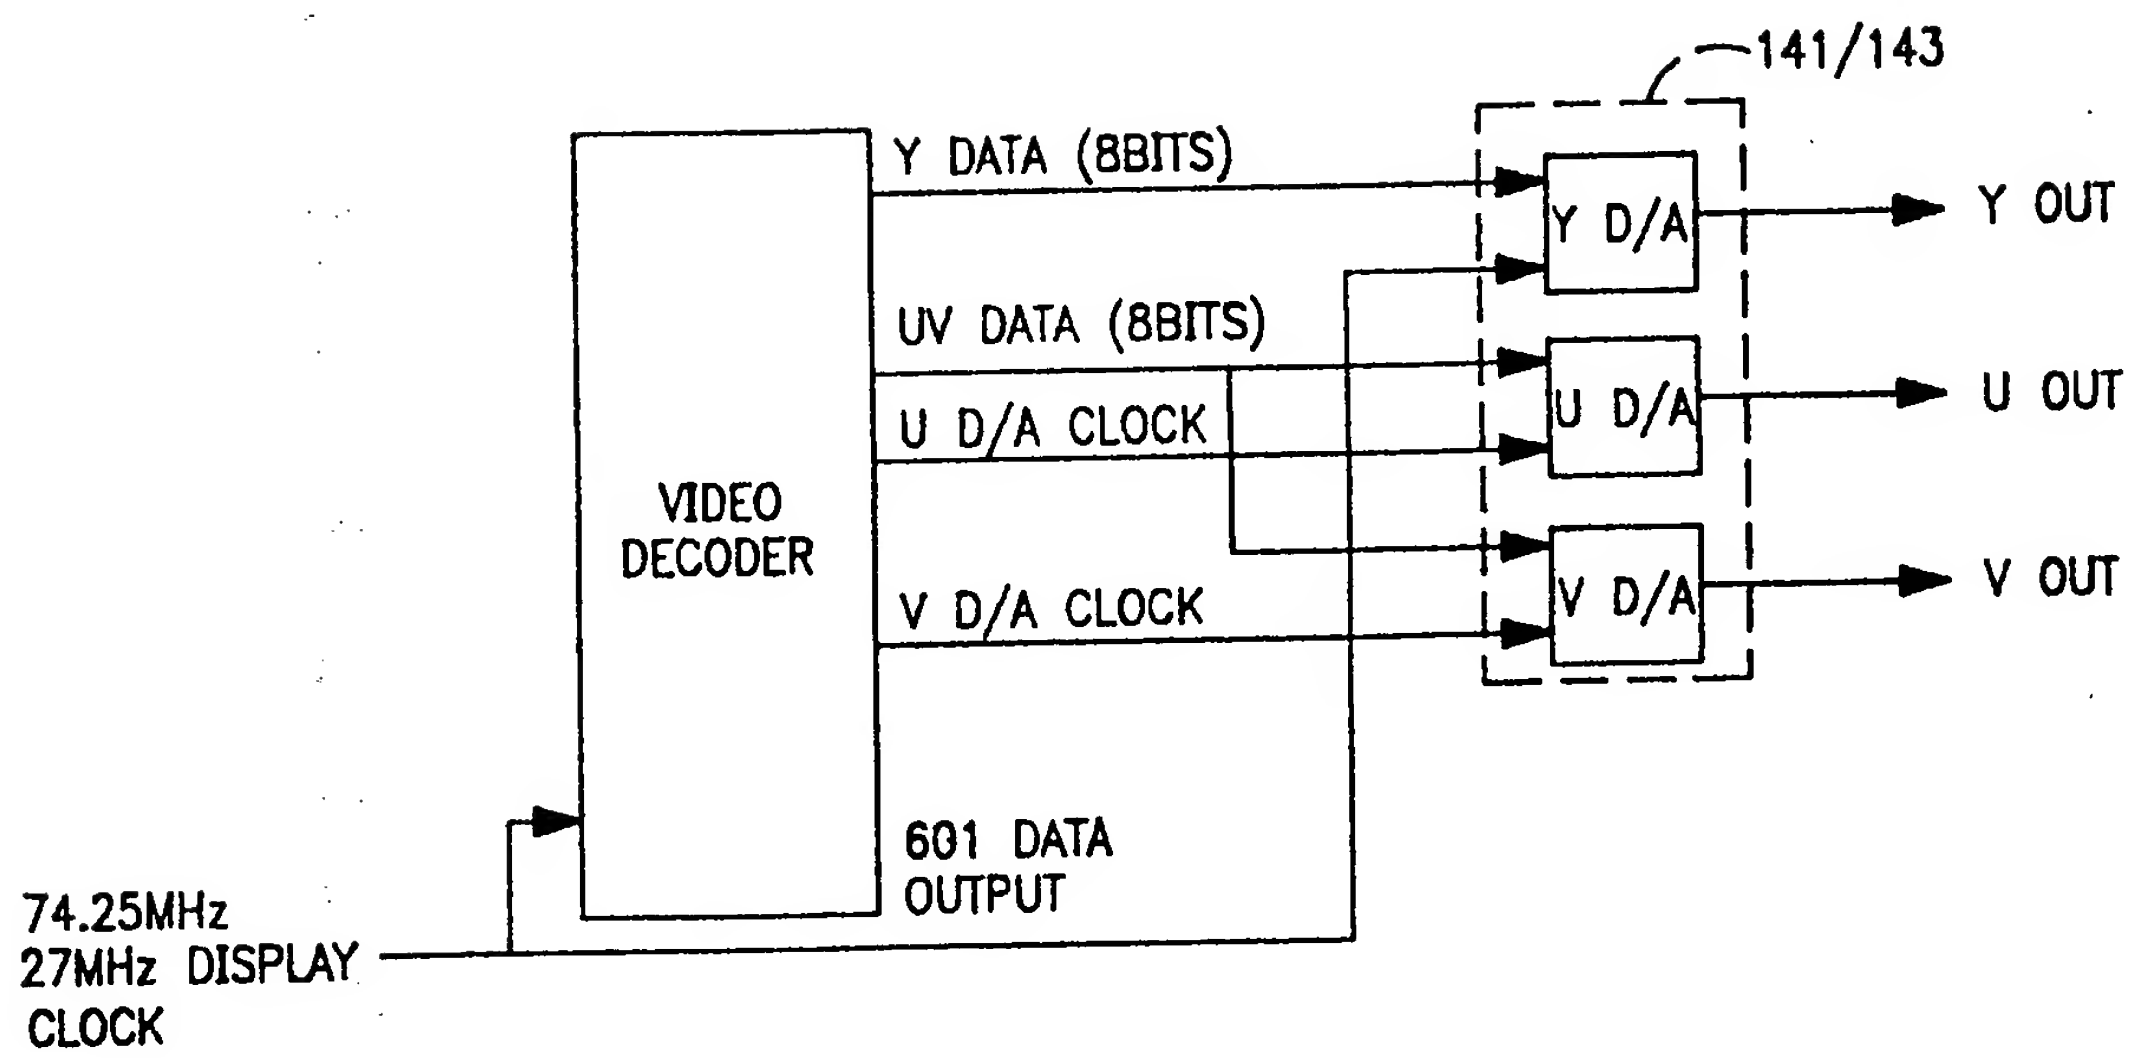 141/143
Y DATA (8BITS)
Y D/A
Y OUT
UV DATA (8BITS)
U D/A CLOCK
U D/A
U OUT
VIDEO
DECODER
V D/A CLOCK
V D/A
V OUT
601 DATA
OUTPUT
74.25MHz
27MHz DISPLAY
CLOCK